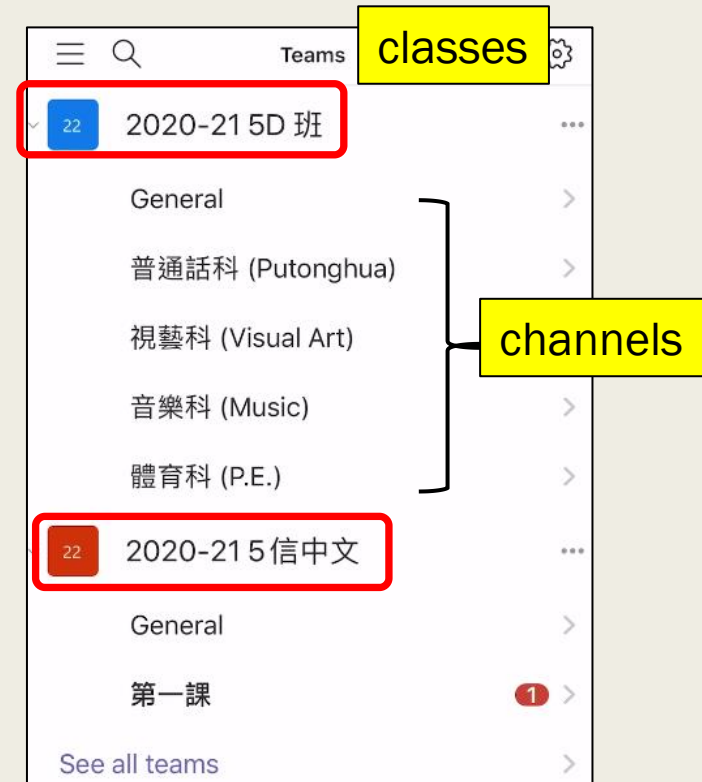 Teams
classes
22 2020-21 5D 班
General
普通話科 (Putonghua)
視藝科 (Visual Art)
channels
音樂科 (Music)
體育科 (P.E.)
22 2020-21 5信中文
General
第一課 1
See all teams